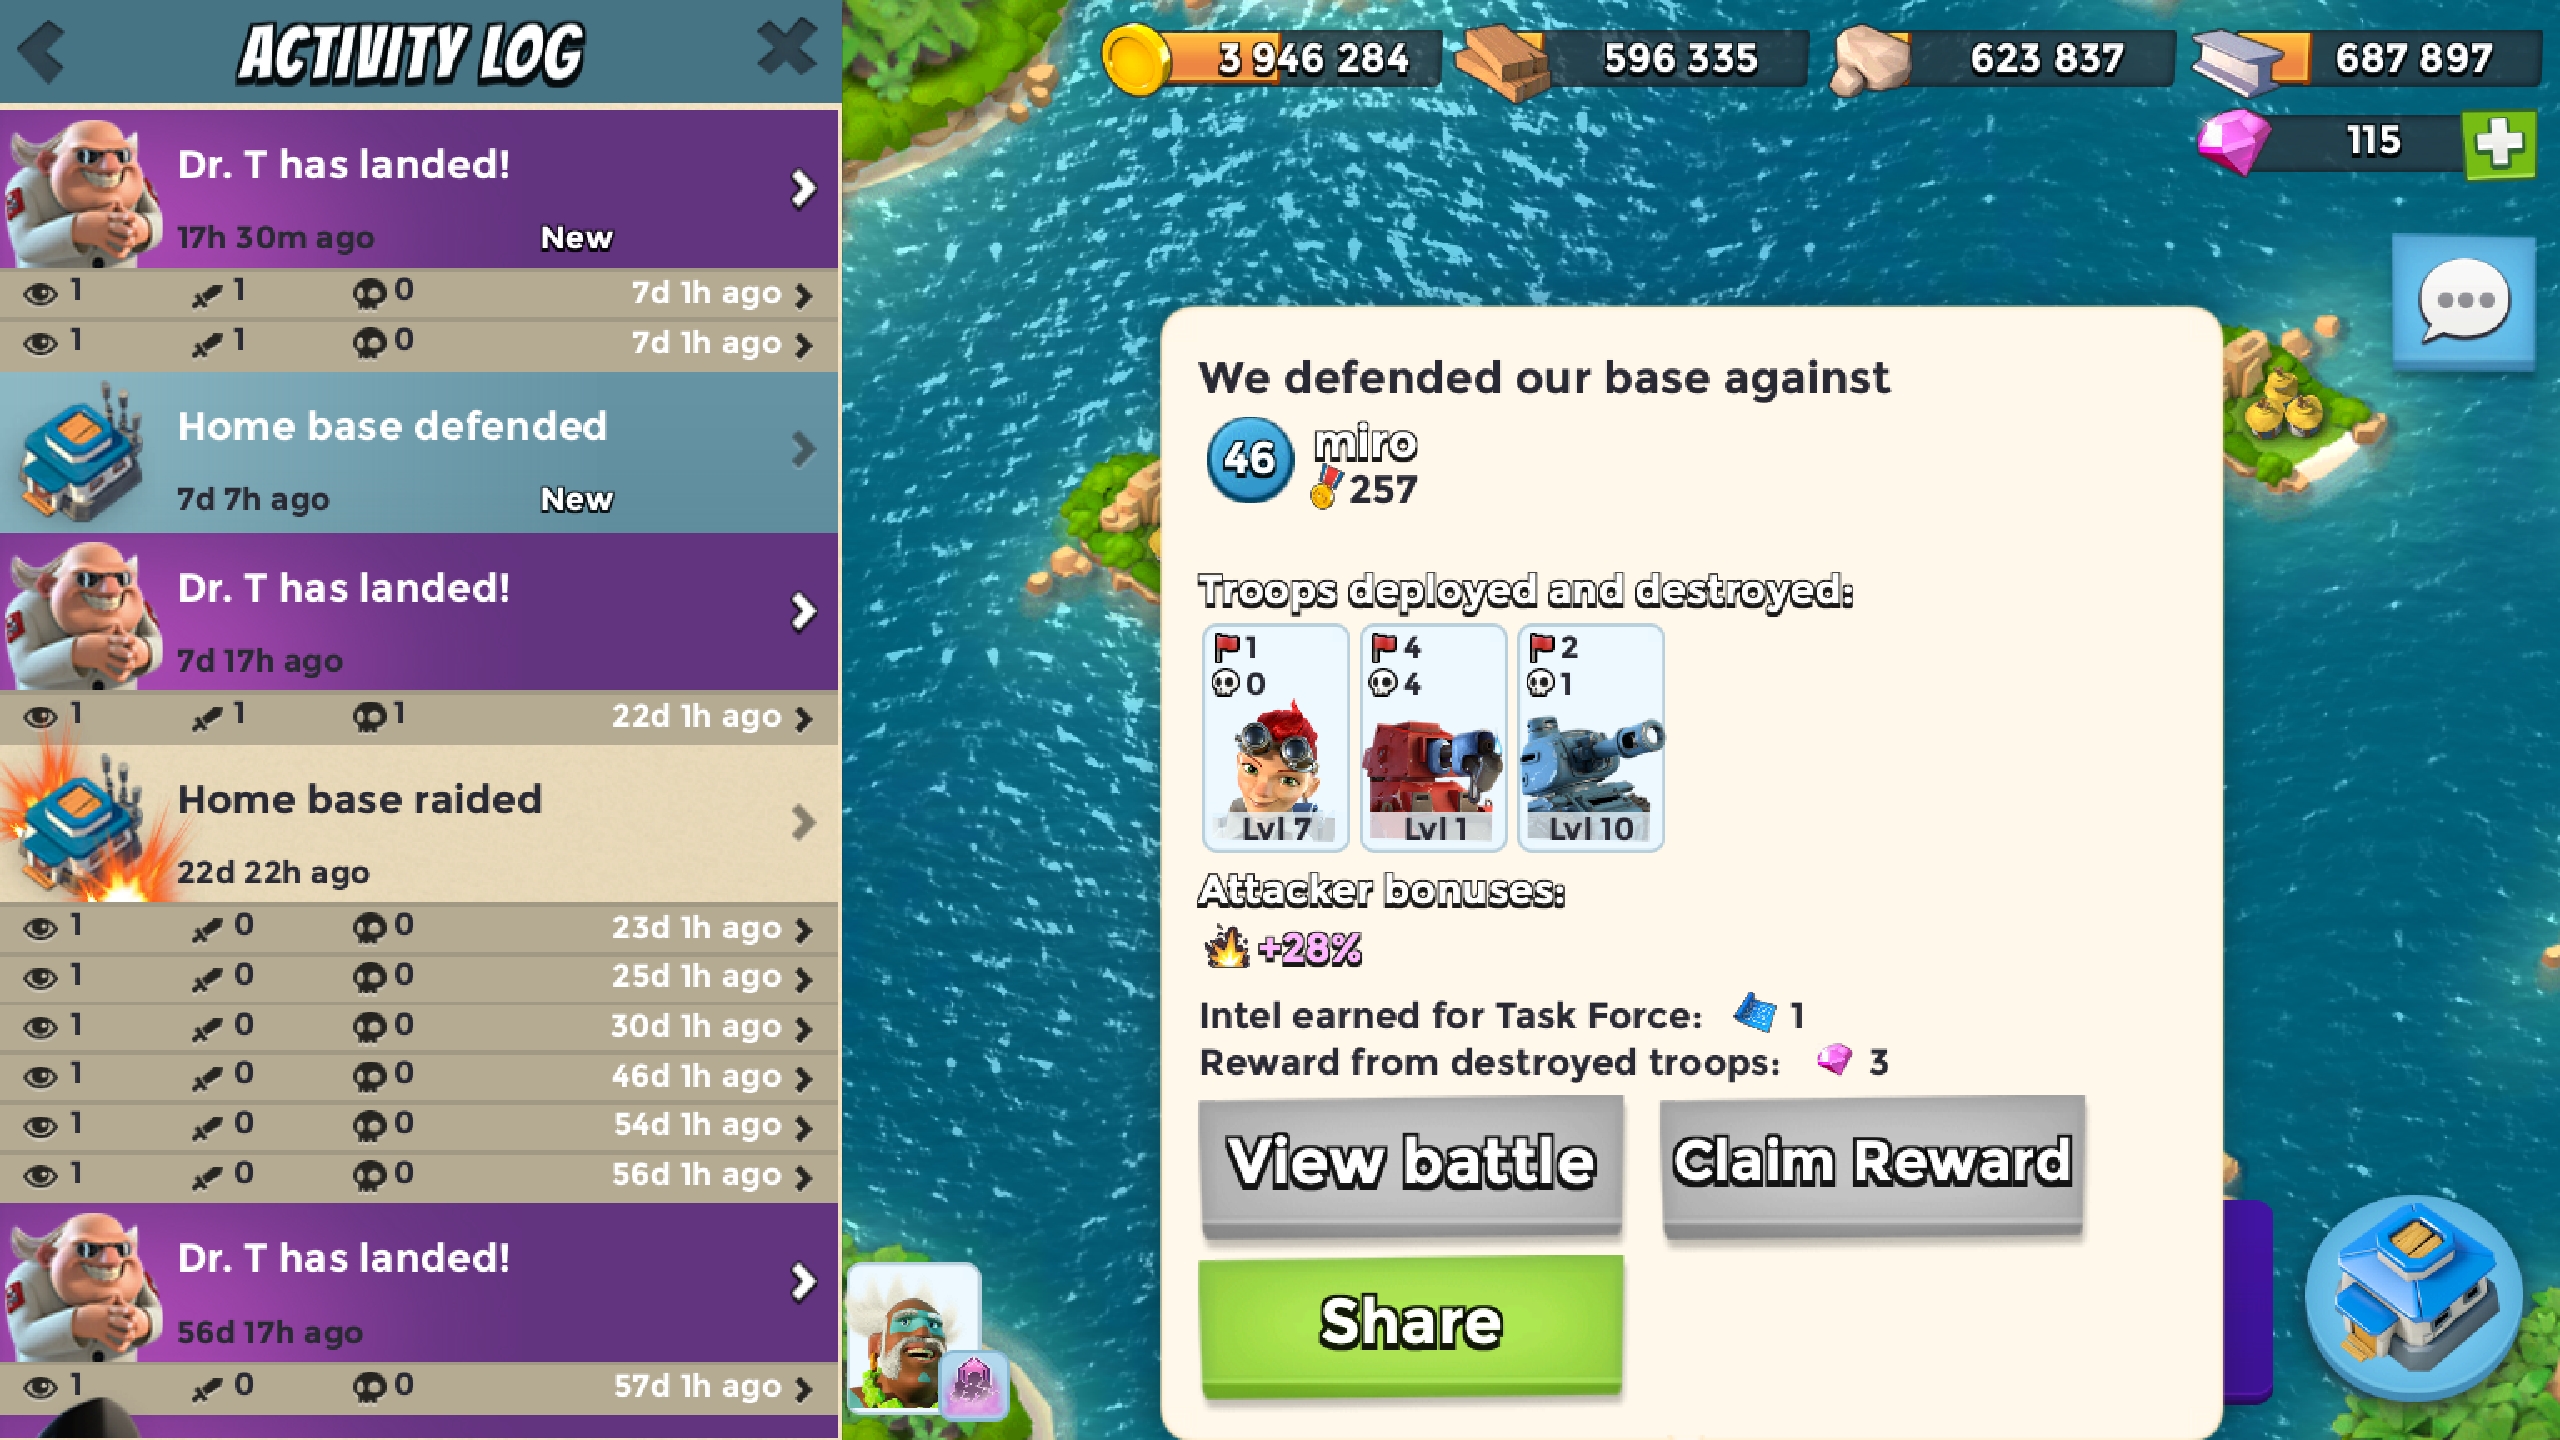 ACTIVITY LOG
Dr. T has landed!
17h 30m ago New
1 1 0 7d 1h ago
1 1 0 7d 1h ago
Home base defended
7d 7h ago New
Dr. T has landed!
7d 17h ago
1 1 1 22d 1h ago
Home base raided
22d 22h ago
1 0 0 23d 1h ago
1 0 0 25d 1h ago
1 0 0 30d 1h ago
1 0 0 46d 1h ago
1 0 0 54d 1h ago
1 0 0 56d 1h ago
Dr. T has landed!
56d 17h ago
1 0 0 57d 1h ago
3 946 284 596 335 623 837 687 897
115
We defended our base against
46 miro
257
Troops deployed and destroyed:
1 4 2
0 4 1
Lvl 7 Lvl 1 Lvl 10
Attacker bonuses:
+28%
Intel earned for Task Force: 1
Reward from destroyed troops: 3
View battle Claim Reward
Share